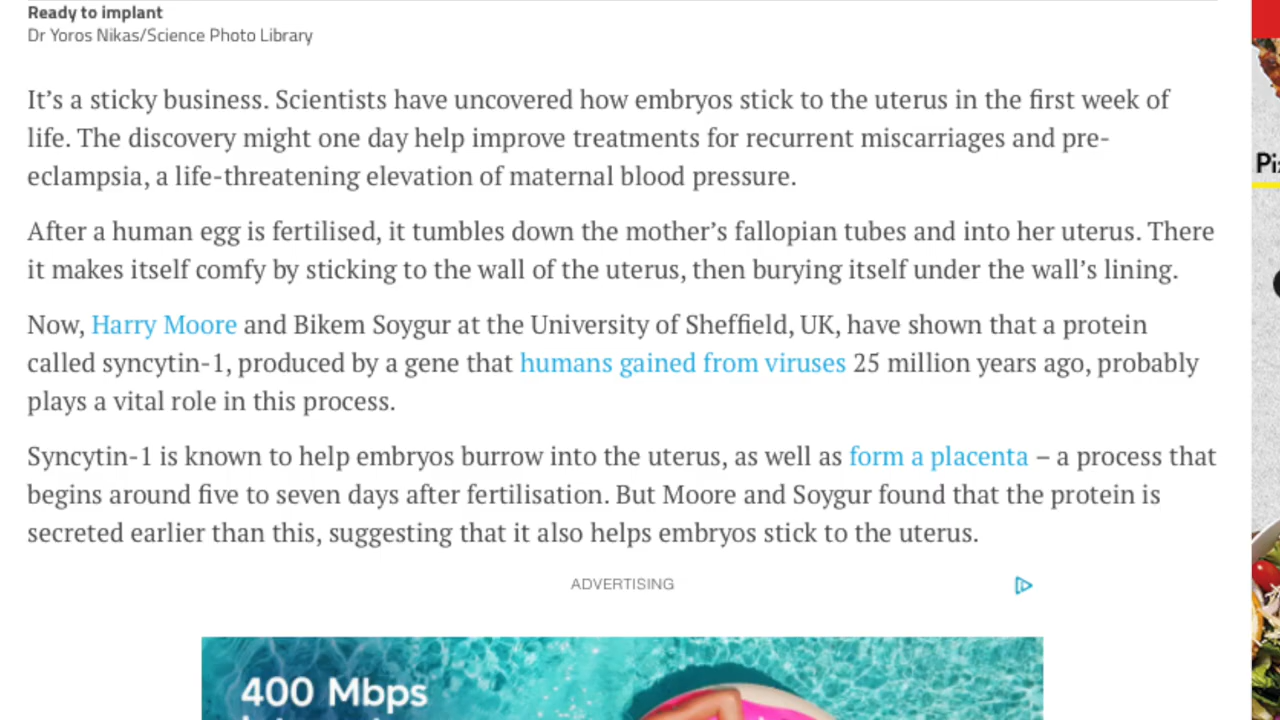 Ready to implant
Dr Yoros Nikas/Science Photo Library
It’s a sticky business. Scientists have uncovered how embryos stick to the uterus in the first week of
life. The discovery might one day help improve treatments for recurrent miscarriages and pre-
eclampsia, a life-threatening elevation of maternal blood pressure.
After a human egg is fertilised, it tumbles down the mother’s fallopian tubes and into her uterus. There
it makes itself comfy by sticking to the wall of the uterus, then burying itself under the wall’s lining.
Now, Harry Moore and Bikem Soygur at the University of Sheffield, UK, have shown that a protein
called syncytin-1, produced by a gene that humans gained from viruses 25 million years ago, probably
plays a vital role in this process.
Syncytin-1 is known to help embryos burrow into the uterus, as well as form a placenta – a process that
begins around five to seven days after fertilisation. But Moore and Soygur found that the protein is
secreted earlier than this, suggesting that it also helps embryos stick to the uterus.
ADVERTISING
400 Mbps